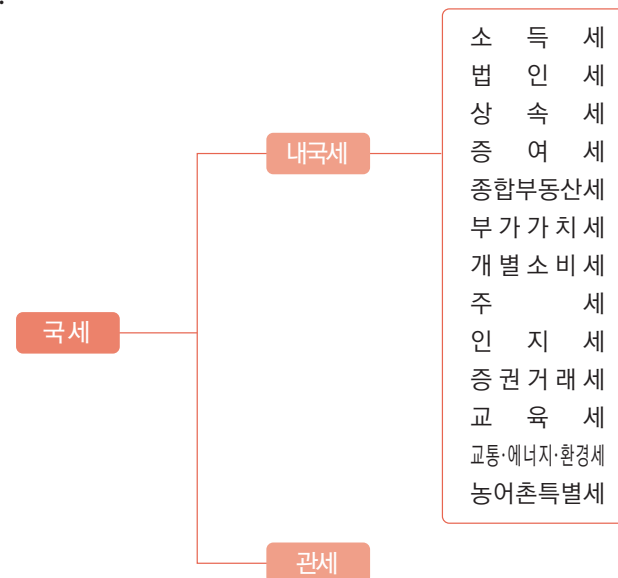 소 득 세
법 인 세
상 속 세
증 여 세
종합부동산세
부가가치세
개별소비세
주 세
인 지 세
증권거래세
교 육 세
교통·에너지·환경세
농어촌특별세
내국세
국세
관세